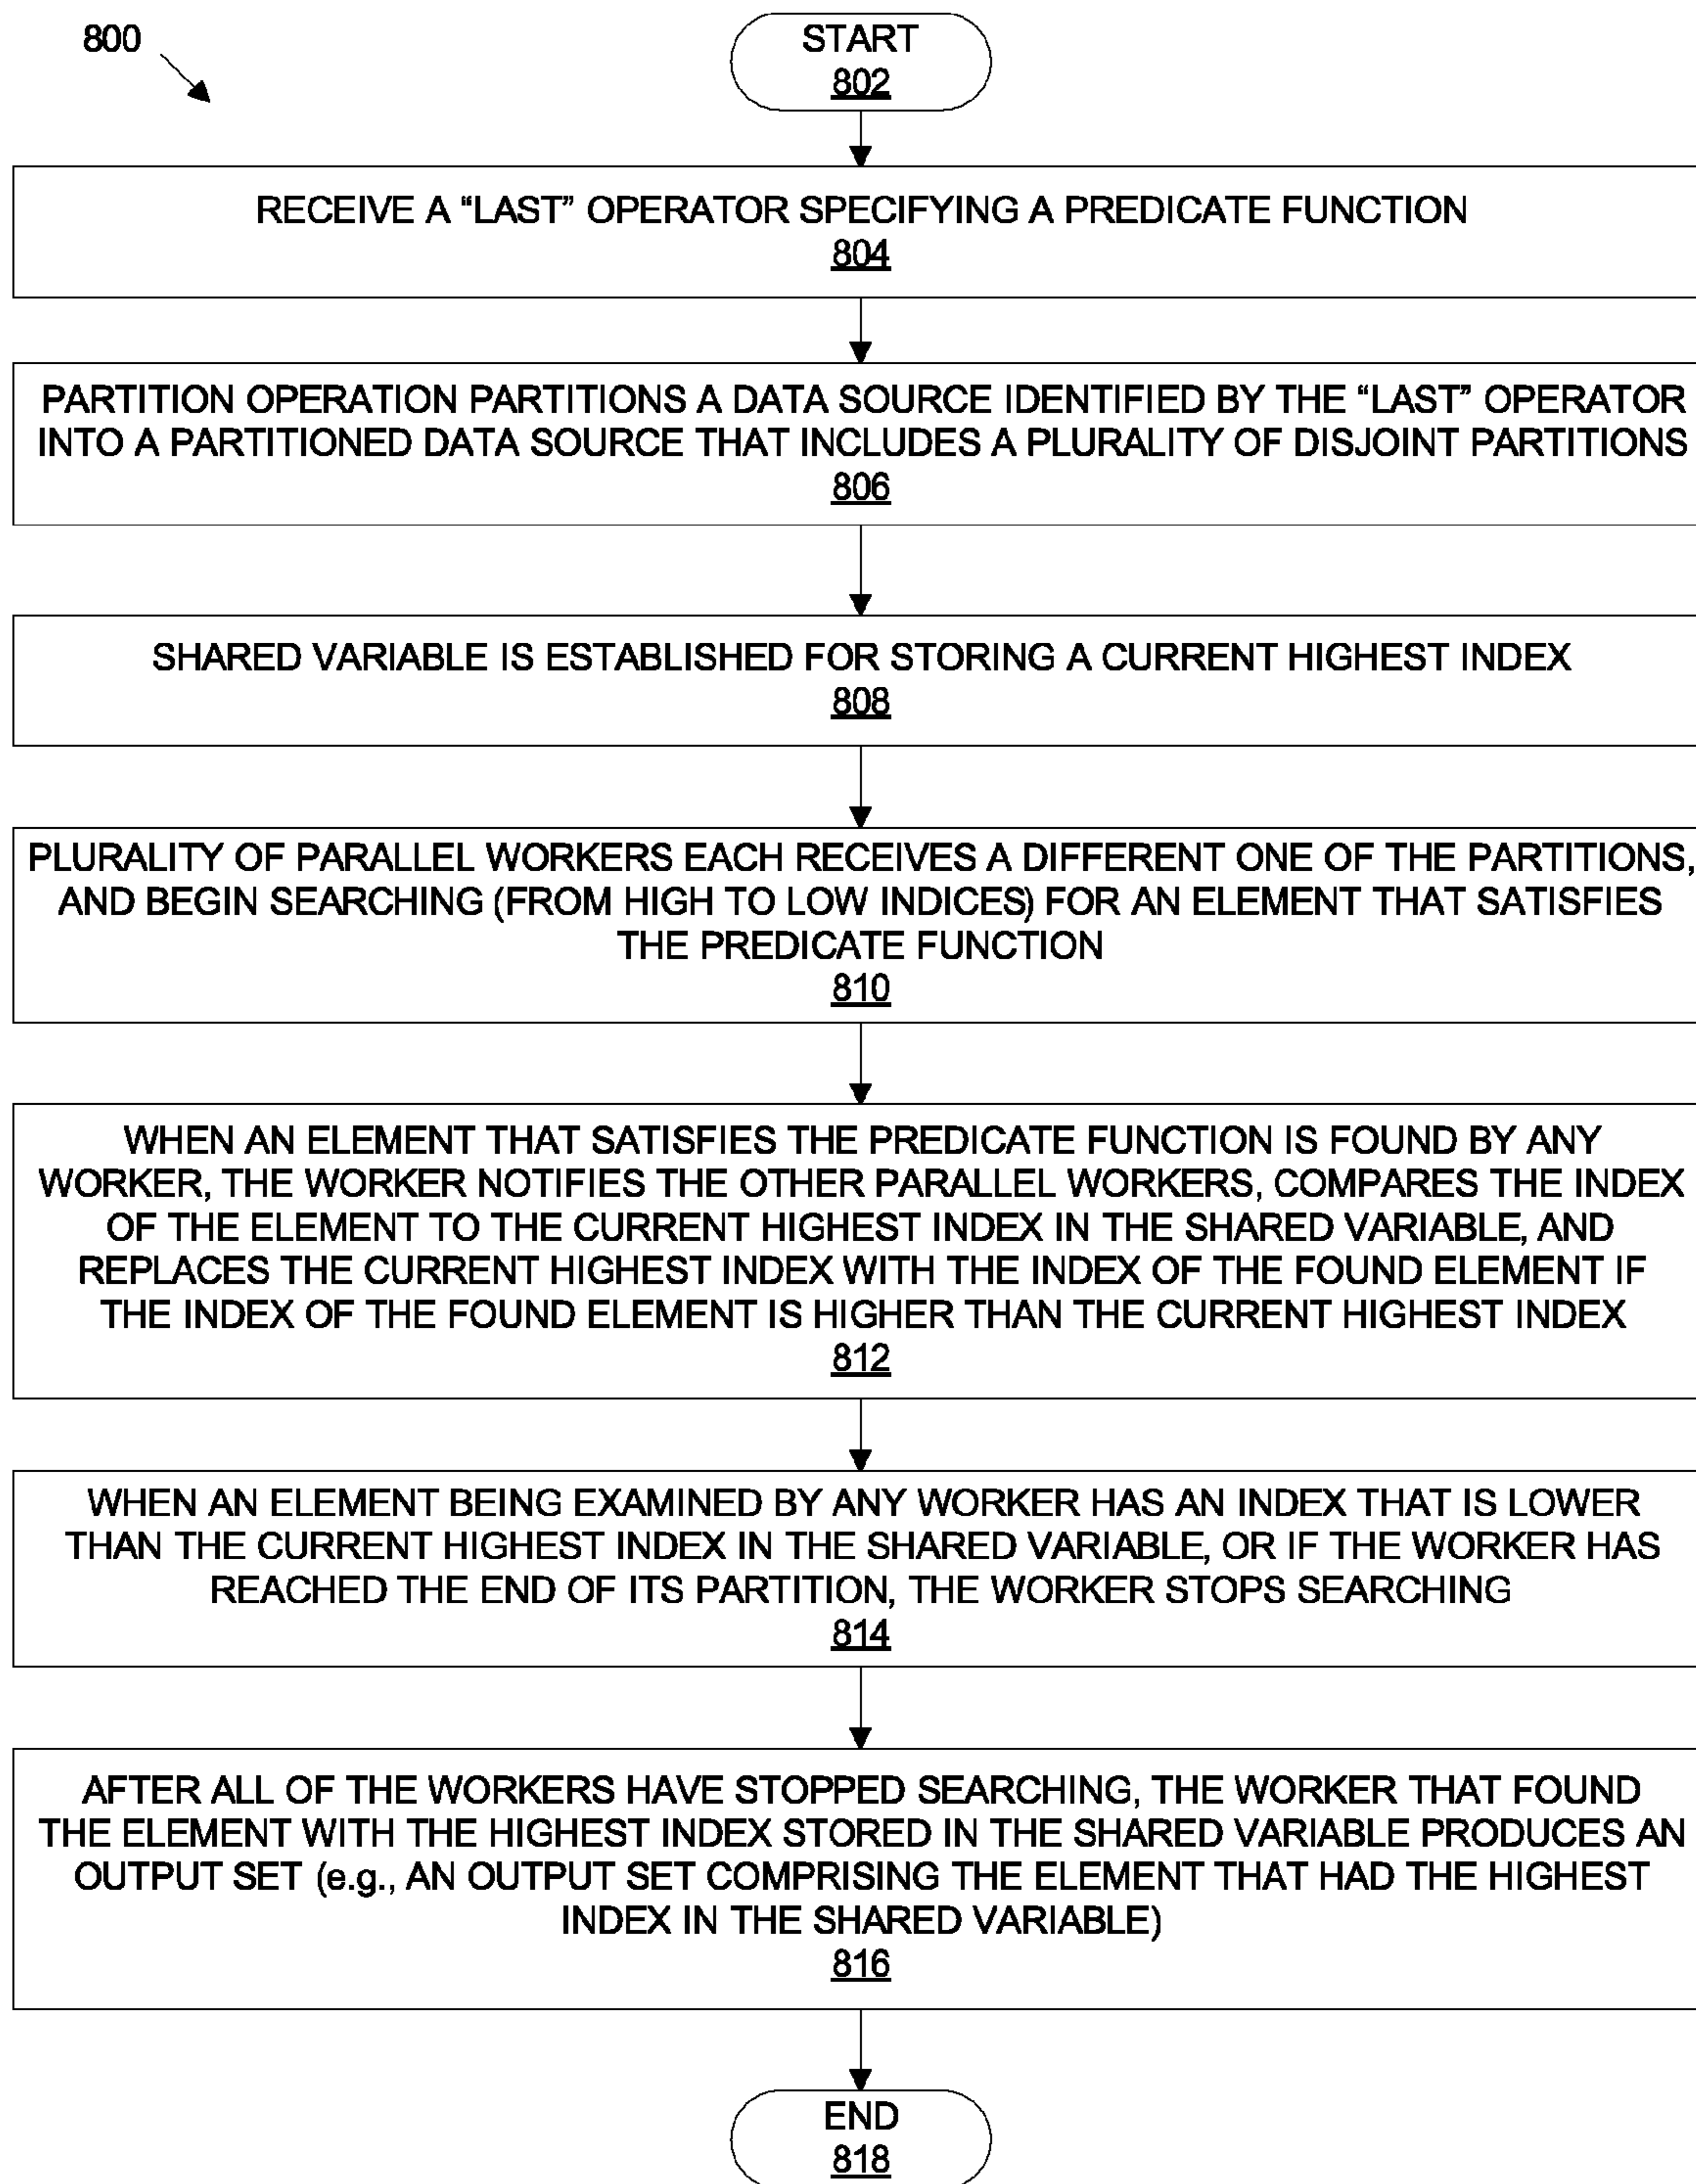 800
START
802
RECEIVE A “LAST” OPERATOR SPECIFYING A PREDICATE FUNCTION
804
PARTITION OPERATION PARTITIONS A DATA SOURCE IDENTIFIED BY THE “LAST” OPERATOR
INTO A PARTITIONED DATA SOURCE THAT INCLUDES A PLURALITY OF DISJOINT PARTITIONS
806
SHARED VARIABLE IS ESTABLISHED FOR STORING A CURRENT HIGHEST INDEX
808
PLURALITY OF PARALLEL WORKERS EACH RECEIVES A DIFFERENT ONE OF THE PARTITIONS,
AND BEGIN SEARCHING (FROM HIGH TO LOW INDICES) FOR AN ELEMENT THAT SATISFIES
THE PREDICATE FUNCTION
810
WHEN AN ELEMENT THAT SATISFIES THE PREDICATE FUNCTION IS FOUND BY ANY
WORKER, THE WORKER NOTIFIES THE OTHER PARALLEL WORKERS, COMPARES THE INDEX
OF THE ELEMENT TO THE CURRENT HIGHEST INDEX IN THE SHARED VARIABLE, AND
REPLACES THE CURRENT HIGHEST INDEX WITH THE INDEX OF THE FOUND ELEMENT IF
THE INDEX OF THE FOUND ELEMENT IS HIGHER THAN THE CURRENT HIGHEST INDEX
812
WHEN AN ELEMENT BEING EXAMINED BY ANY WORKER HAS AN INDEX THAT IS LOWER
THAN THE CURRENT HIGHEST INDEX IN THE SHARED VARIABLE, OR IF THE WORKER HAS
REACHED THE END OF ITS PARTITION, THE WORKER STOPS SEARCHING
814
AFTER ALL OF THE WORKERS HAVE STOPPED SEARCHING, THE WORKER THAT FOUND
THE ELEMENT WITH THE HIGHEST INDEX STORED IN THE SHARED VARIABLE PRODUCES AN
OUTPUT SET (e.g., AN OUTPUT SET COMPRISING THE ELEMENT THAT HAD THE HIGHEST
INDEX IN THE SHARED VARIABLE)
816
END
818